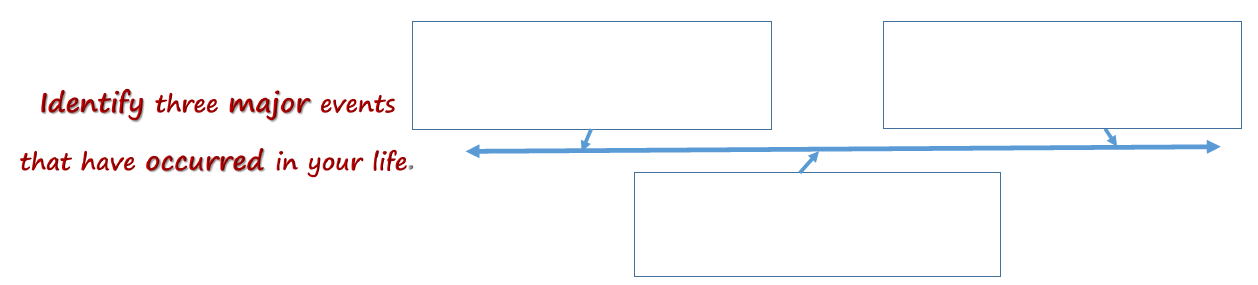 Identify three major events
that have occurred in your life.